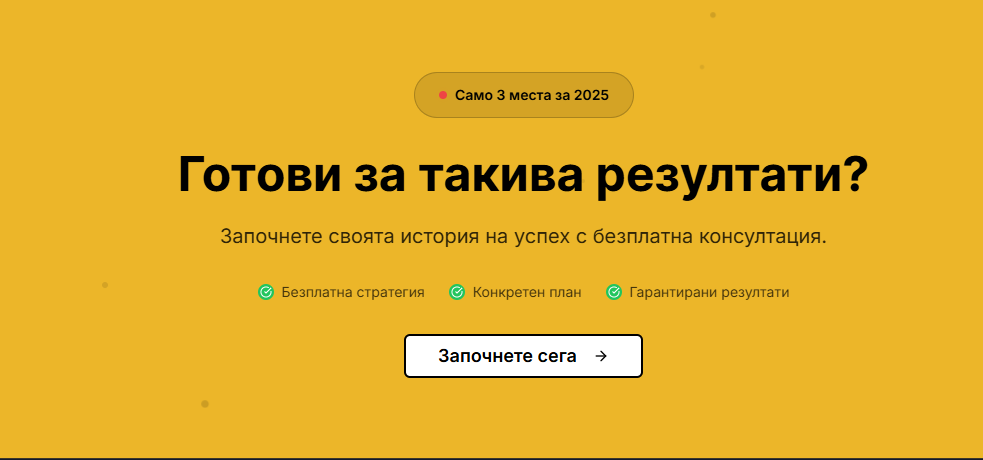 Само 3 места за 2025
Готови за такива резултати?
Започнете своята история на успех с безплатна консултация.
Безплатна стратегия
Конкретен план
Гарантирани резултати
Започнете сега →